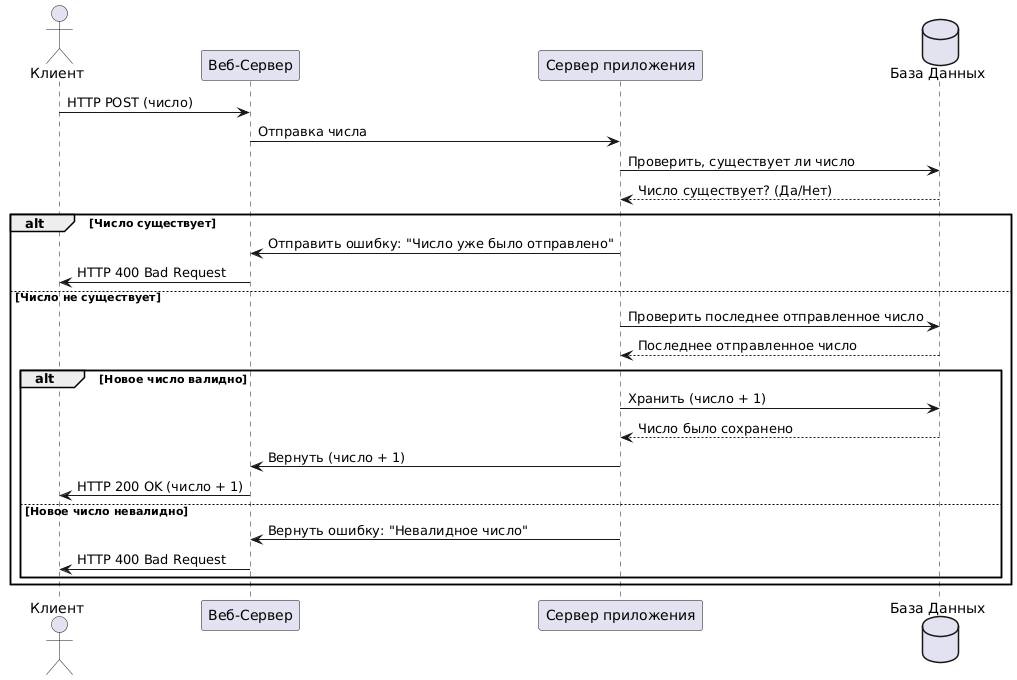 Клиент
Веб-Сервер
Сервер приложения
База Данных
HTTP POST (число)
Отправка числа
Проверить, существует ли число
Число существует? (Да/Нет)
alt [Число существует]
Отправить ошибку: "Число уже было отправлено"
HTTP 400 Bad Request
[Число не существует]
Проверить последнее отправленное число
Последнее отправленное число
alt [Новое число валидно]
Хранить (число + 1)
Число было сохранено
Вернуть (число + 1)
HTTP 200 OK (число + 1)
[Новое число невалидно]
Вернуть ошибку: "Невалидное число"
HTTP 400 Bad Request
Клиент
Веб-Сервер
Сервер приложения
База Данных